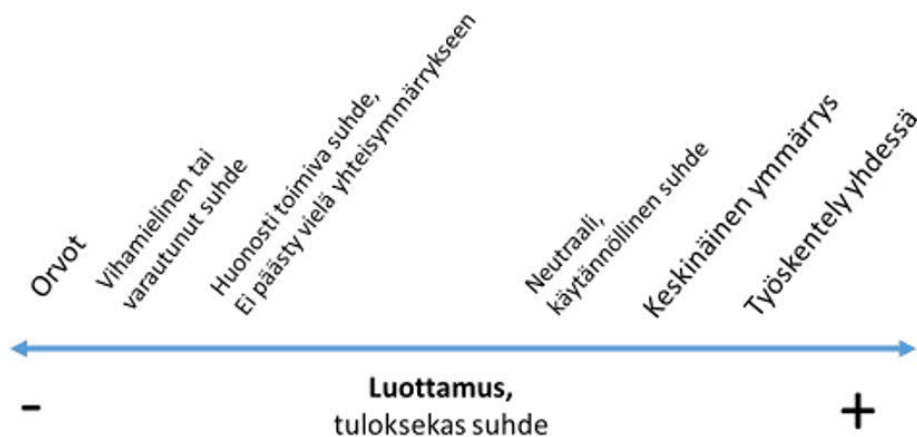 Orvot
Vihamielinen tai
varautunut suhde
Huonosti toimiva suhde,
Ei päästy vielä yhteisymmärrykseen
Neutraali,
käytännöllinen suhde
Keskinäinen ymmärrys
Työskentely yhdessä
-
Luottamus,
tuloksekas suhde
+